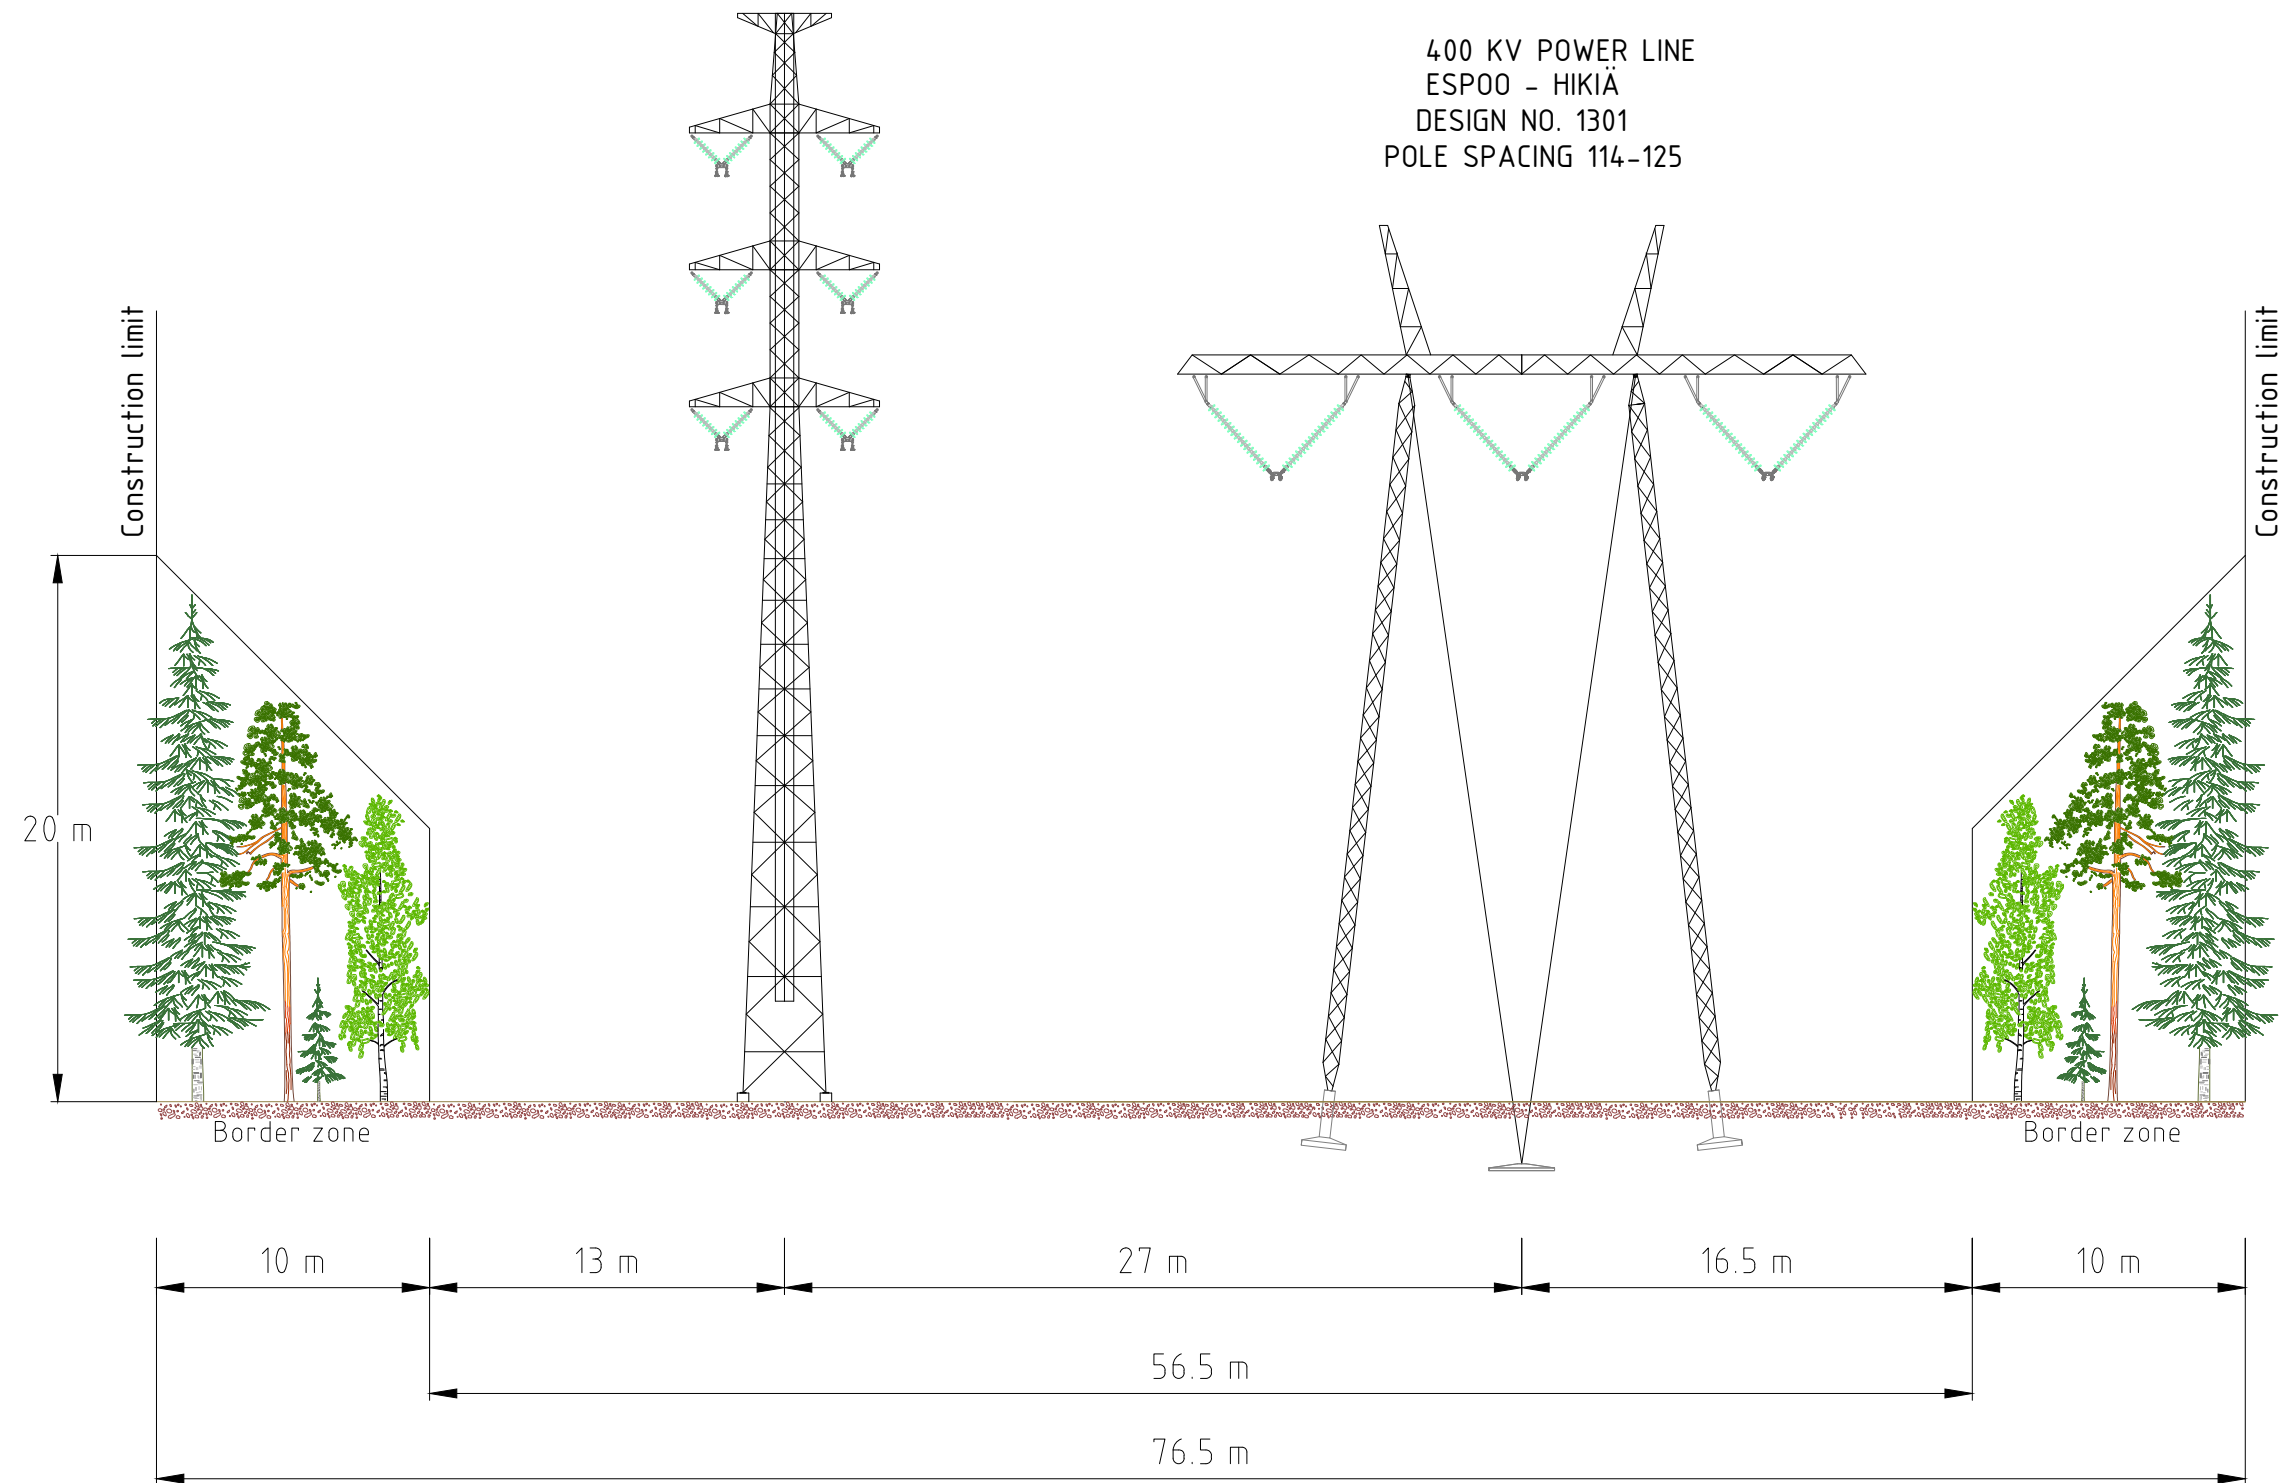 400 KV POWER LINE
ESPOO - HIKIÄ
DESIGN NO. 1301
POLE SPACING 114-125
Construction limit
Construction limit
20 m
Border zone
Border zone
10 m
13 m
27 m
16.5 m
10 m
56.5 m
76.5 m